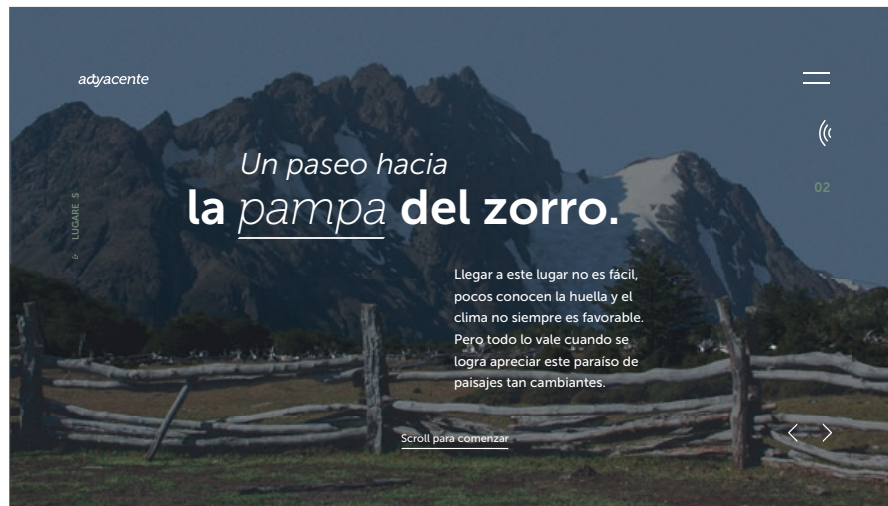 adyacente
Un paseo hacia
la pampa del zorro.
02
& LUGARE S
Llegar a este lugar no es fácil,
pocos conocen la huella y el
clima no siempre es favorable.
Pero todo lo vale cuando se
logra apreciar este paraíso de
paisajes tan cambiantes.
Scroll para comenzar